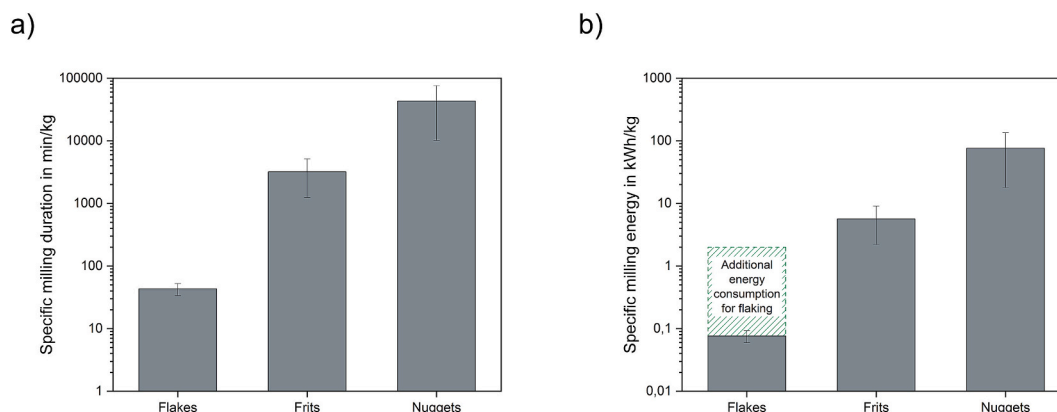 a)
b)
Specific milling duration in min/kg
100000
10000
1000
100
10
1
Flakes
Frits
Nuggets
Specific milling energy in kWh/kg
1000
100
10
1
0,1
0,01
Additional
energy
consumption
for flaking
Flakes
Frits
Nuggets